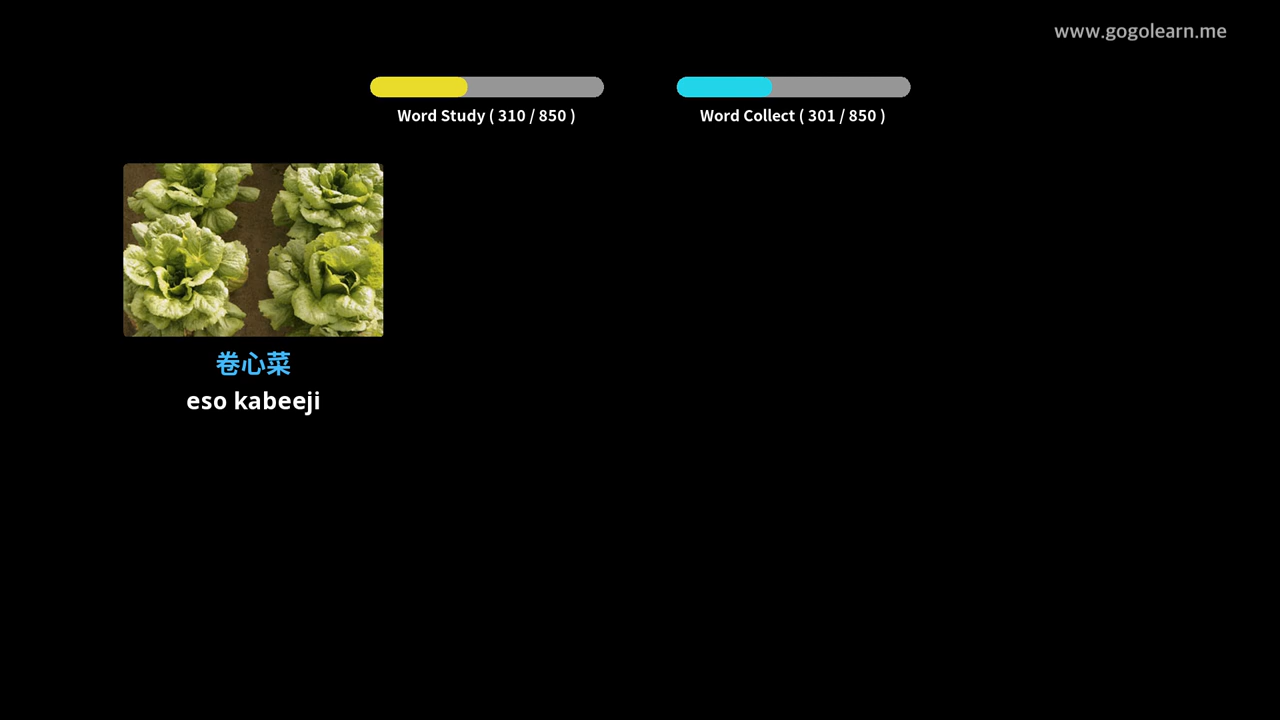 www.gogolearn.me
Word Study ( 310 / 850 )
Word Collect ( 301 / 850 )
卷心菜
eso kabeeji